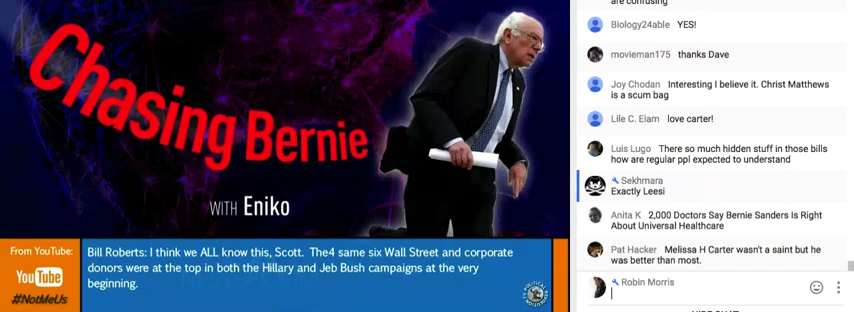 Chasing Bernie
WITH Eniko
From YouTube:
You Tube
#NotMeUs
Bill Roberts: I think we ALL know this, Scott. The4 same six Wall Street and corporate
donors were at the top in both the Hillary and Jeb Bush campaigns at the very
beginning.
are confusing
Biology24able YES!
movieman175 thanks Dave
Joy Chodan Interesting I believe it. Christ Matthews
is a scum bag
Lile C. Elam love carter!
Luis Lugo There so much hidden stuff in those bills
how are regular ppl expected to understand
Sekhmara
Exactly Leesi
Anita K 2,000 Doctors Say Bernie Sanders Is Right
About Universal Healthcare
Pat Hacker Melissa H Carter wasn't a saint but he
was better than most.
Robin Morris